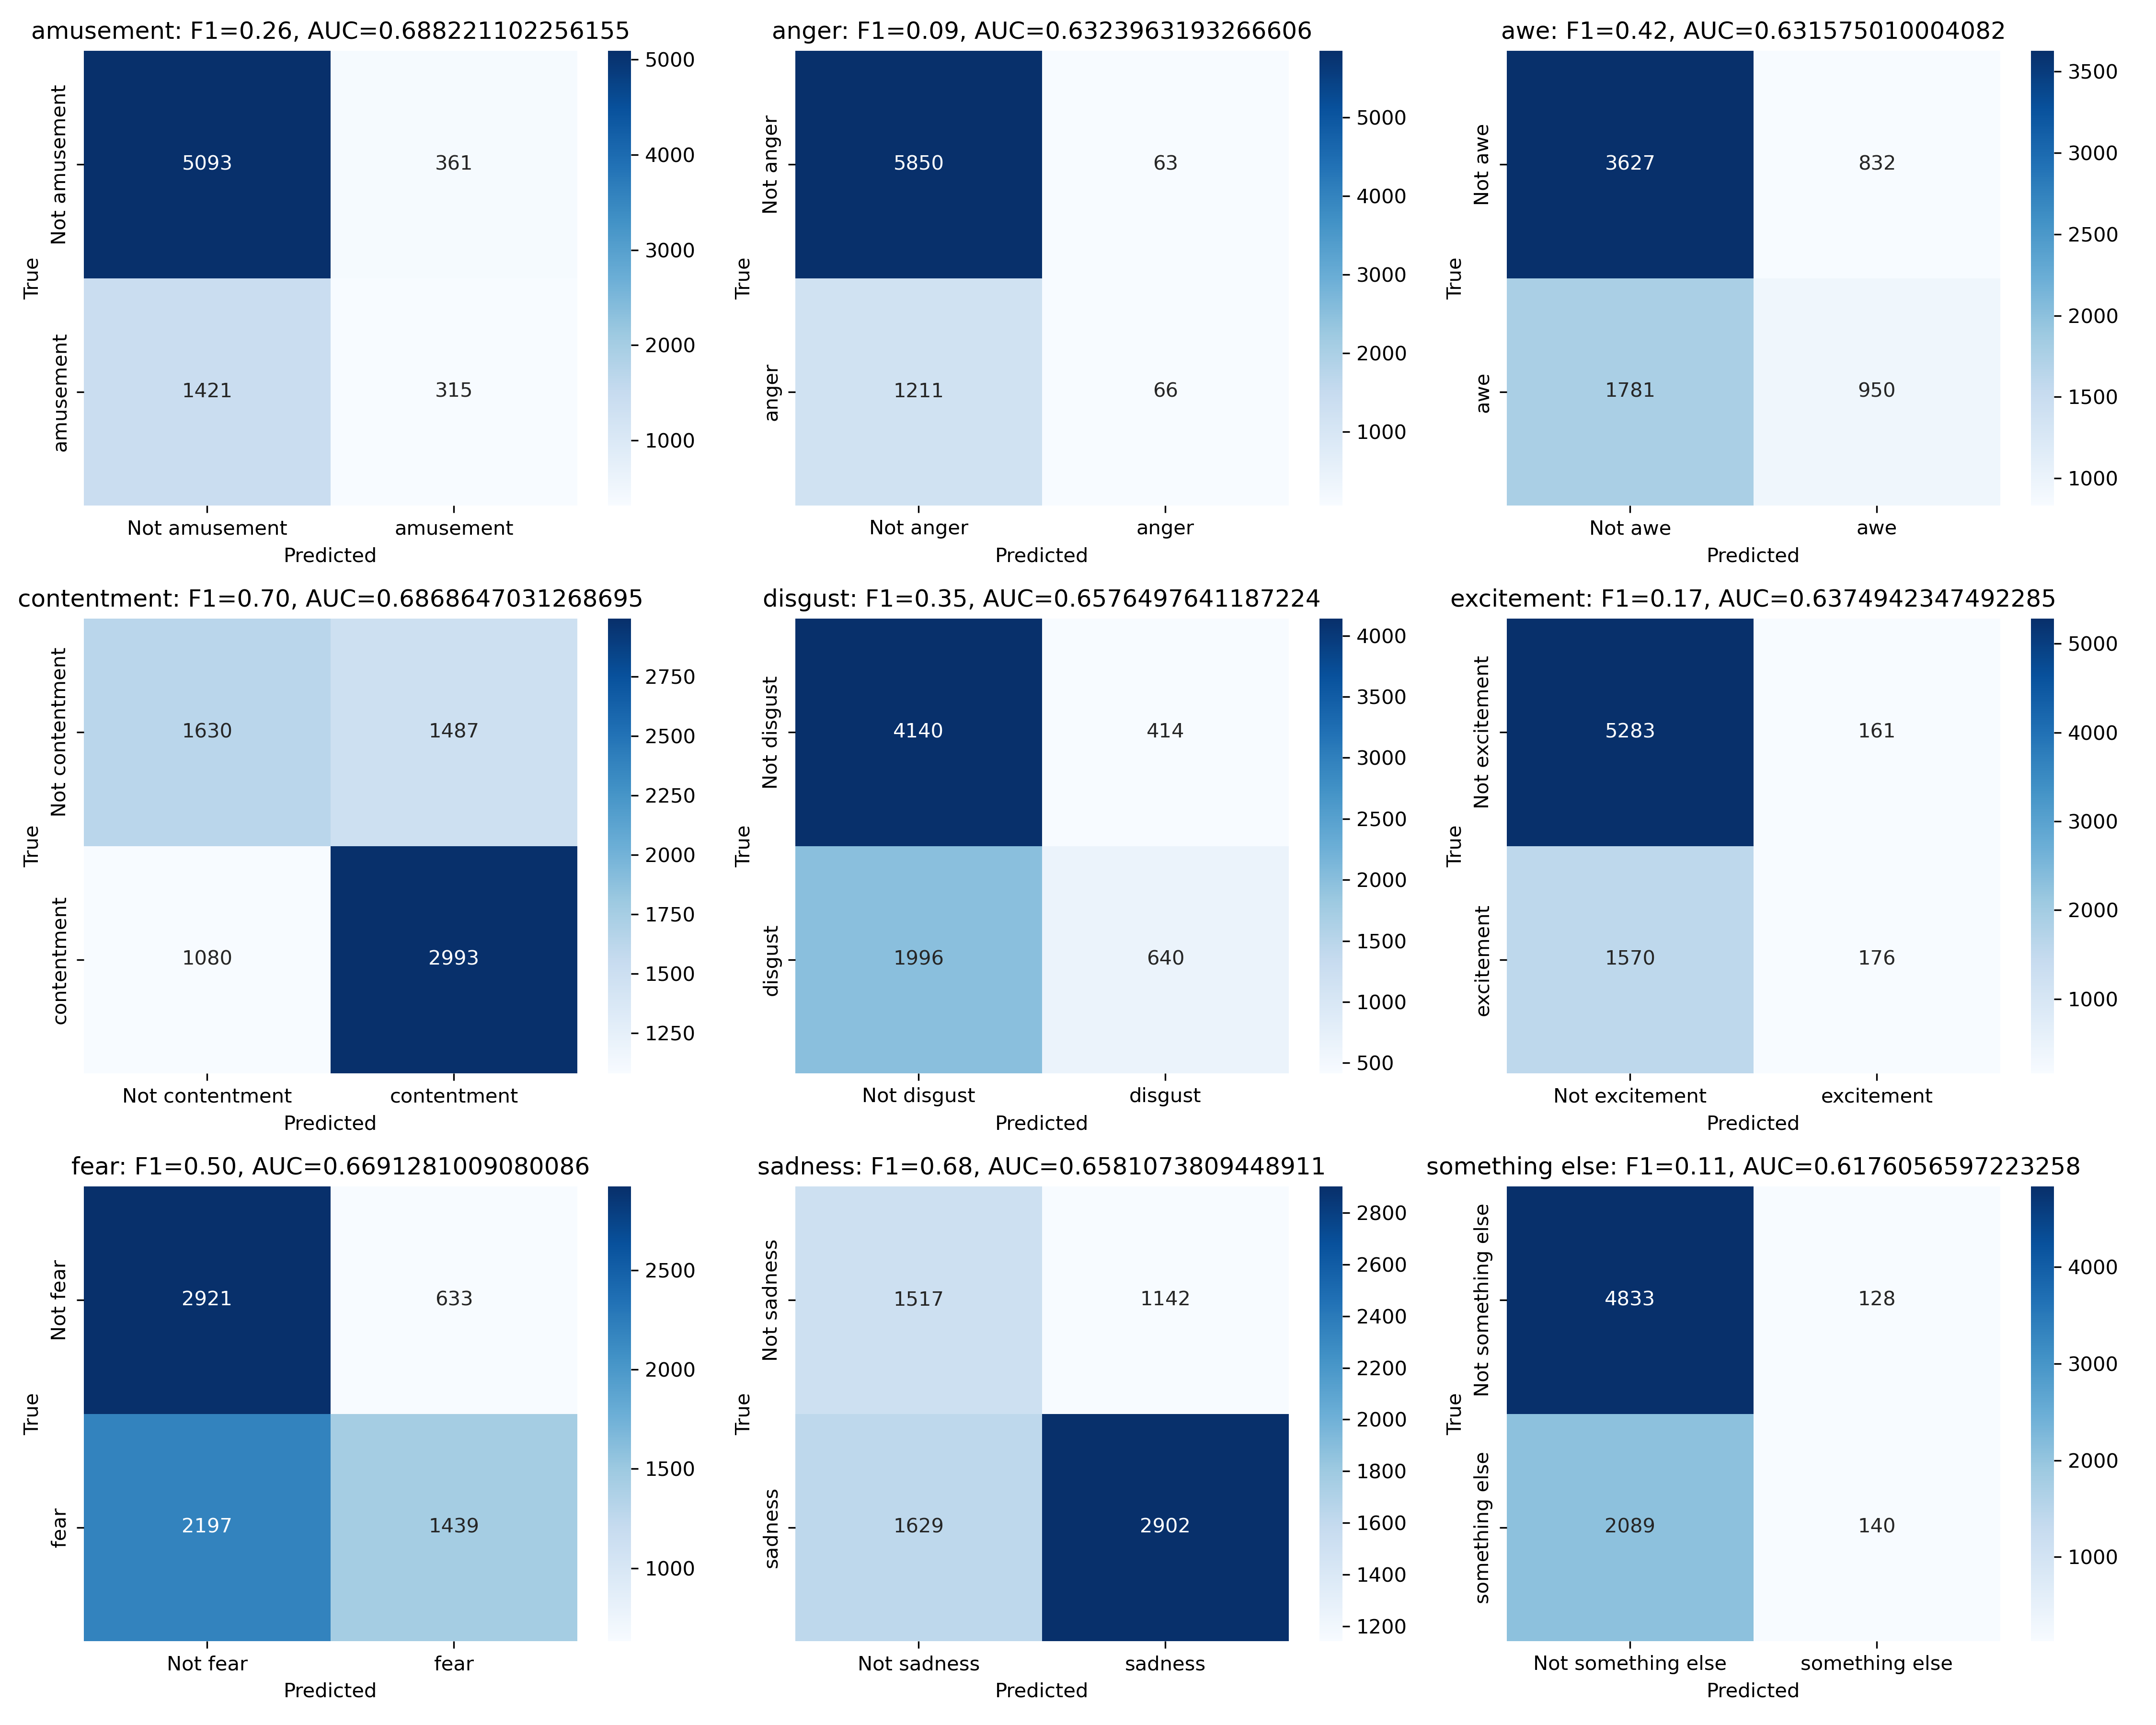 amusement: F1=0.26, AUC=0.688221102256155
True
Not amusement
amusement
5093
361
1421
315
Not amusement
amusement
Predicted
5000
4000
3000
2000
1000
anger: F1=0.09, AUC=0.6323963193266606
True
Not anger
anger
5850
63
1211
66
Not anger
anger
Predicted
5000
4000
3000
2000
1000
awe: F1=0.42, AUC=0.631575010004082
True
Not awe
awe
3627
832
1781
950
Not awe
awe
Predicted
3500
3000
2500
2000
1500
1000
contentment: F1=0.70, AUC=0.6868647031268695
True
Not contentment
contentment
1630
1487
1080
2993
Not contentment
contentment
Predicted
2750
2500
2250
2000
1750
1500
1250
disgust: F1=0.35, AUC=0.6576497641187224
True
Not disgust
disgust
4140
414
1996
640
Not disgust
disgust
Predicted
4000
3500
3000
2500
2000
1500
1000
500
excitement: F1=0.17, AUC=0.6374942347492285
True
Not excitement
excitement
5283
161
1570
176
Not excitement
excitement
Predicted
5000
4000
3000
2000
1000
fear: F1=0.50, AUC=0.6691281009080086
True
Not fear
fear
2921
633
2197
1439
Not fear
fear
Predicted
2500
2000
1500
1000
sadness: F1=0.68, AUC=0.6581073809448911
True
Not sadness
sadness
1517
1142
1629
2902
Not sadness
sadness
Predicted
2800
2600
2400
2200
2000
1800
1600
1400
1200
something else: F1=0.11, AUC=0.6176056597223258
True
Not something else
something else
4833
128
2089
140
Not something else
something else
Predicted
4000
3000
2000
1000